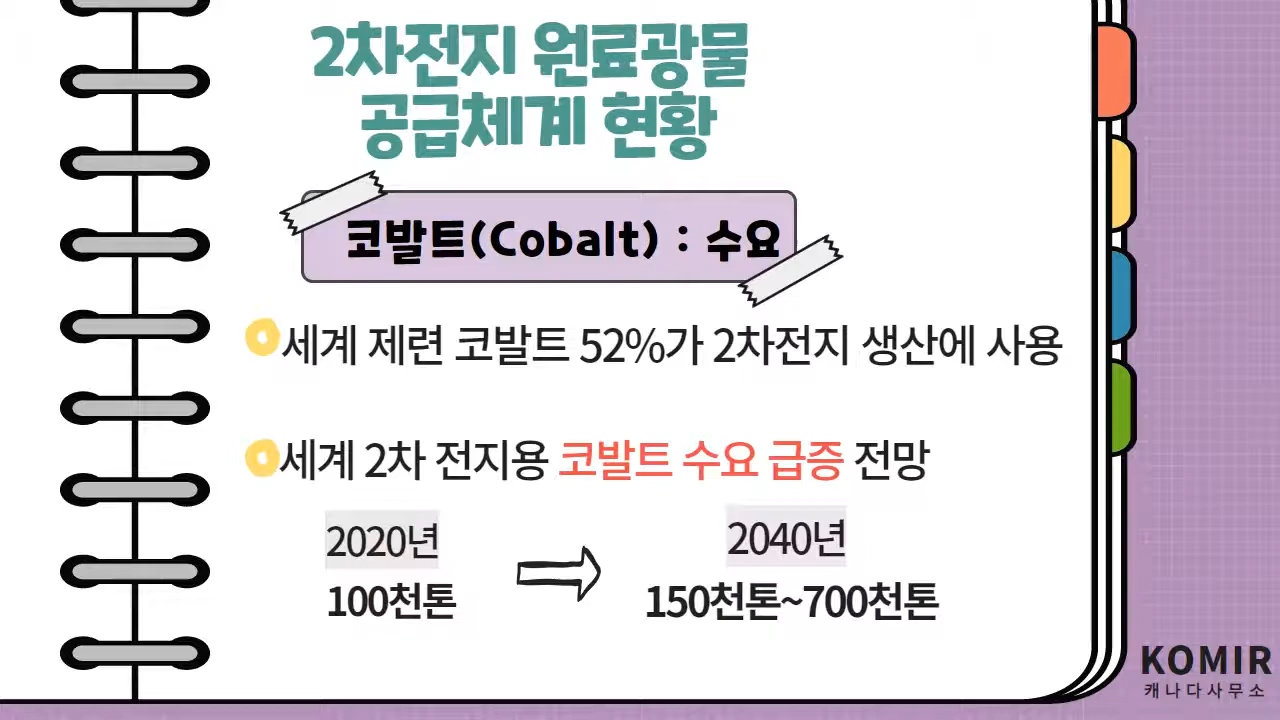 2차전지 원료광물
공급체계 현황
코발트(Cobalt) : 수요
세계 제련 코발트 52%가 2차전지 생산에 사용
세계 2차 전지용 코발트 수요 급증 전망
2020년
100천톤
2040년
150천톤~700천톤
KOMIR
캐나다사무소